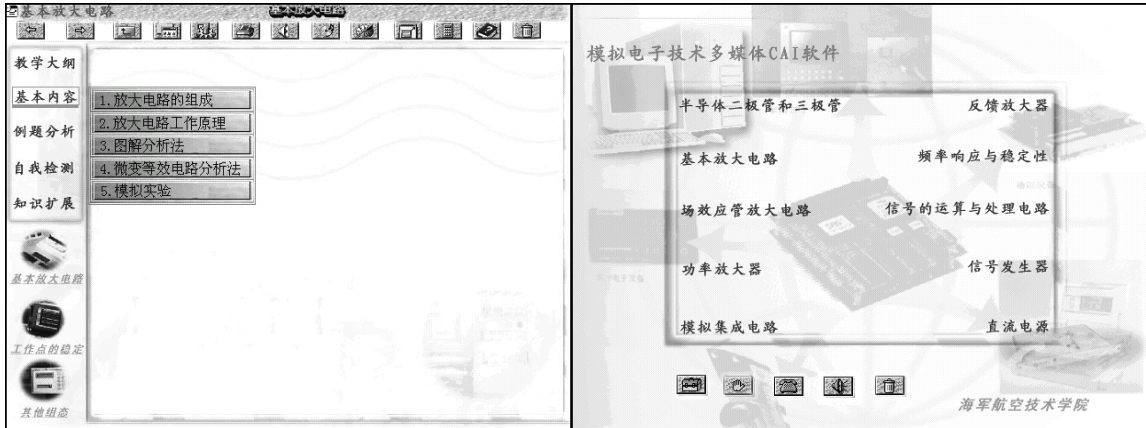 基本放大电路
基本放大电路
教学大纲
基本内容
例题分析
自我检测
知识扩展
1.放大电路的组成
2.放大电路工作原理
3.图解分析法
4.微变等效电路分析法
5.模拟实验
基本放大电路
工作点的稳定
其他组态
模拟电子技术多媒体CAI软件
半导体二极管和三极管
反馈放大器
基本放大电路
频率响应与稳定性
场效应管放大电路
信号的运算与处理电路
功率放大器
信号发生器
模拟集成电路
直流电源
海军航空技术学院